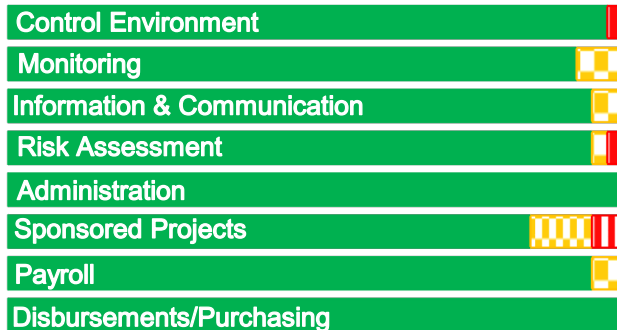 Control Environment
Monitoring
Information & Communication
Risk Assessment
Administration
Sponsored Projects
Payroll
Disbursements/Purchasing